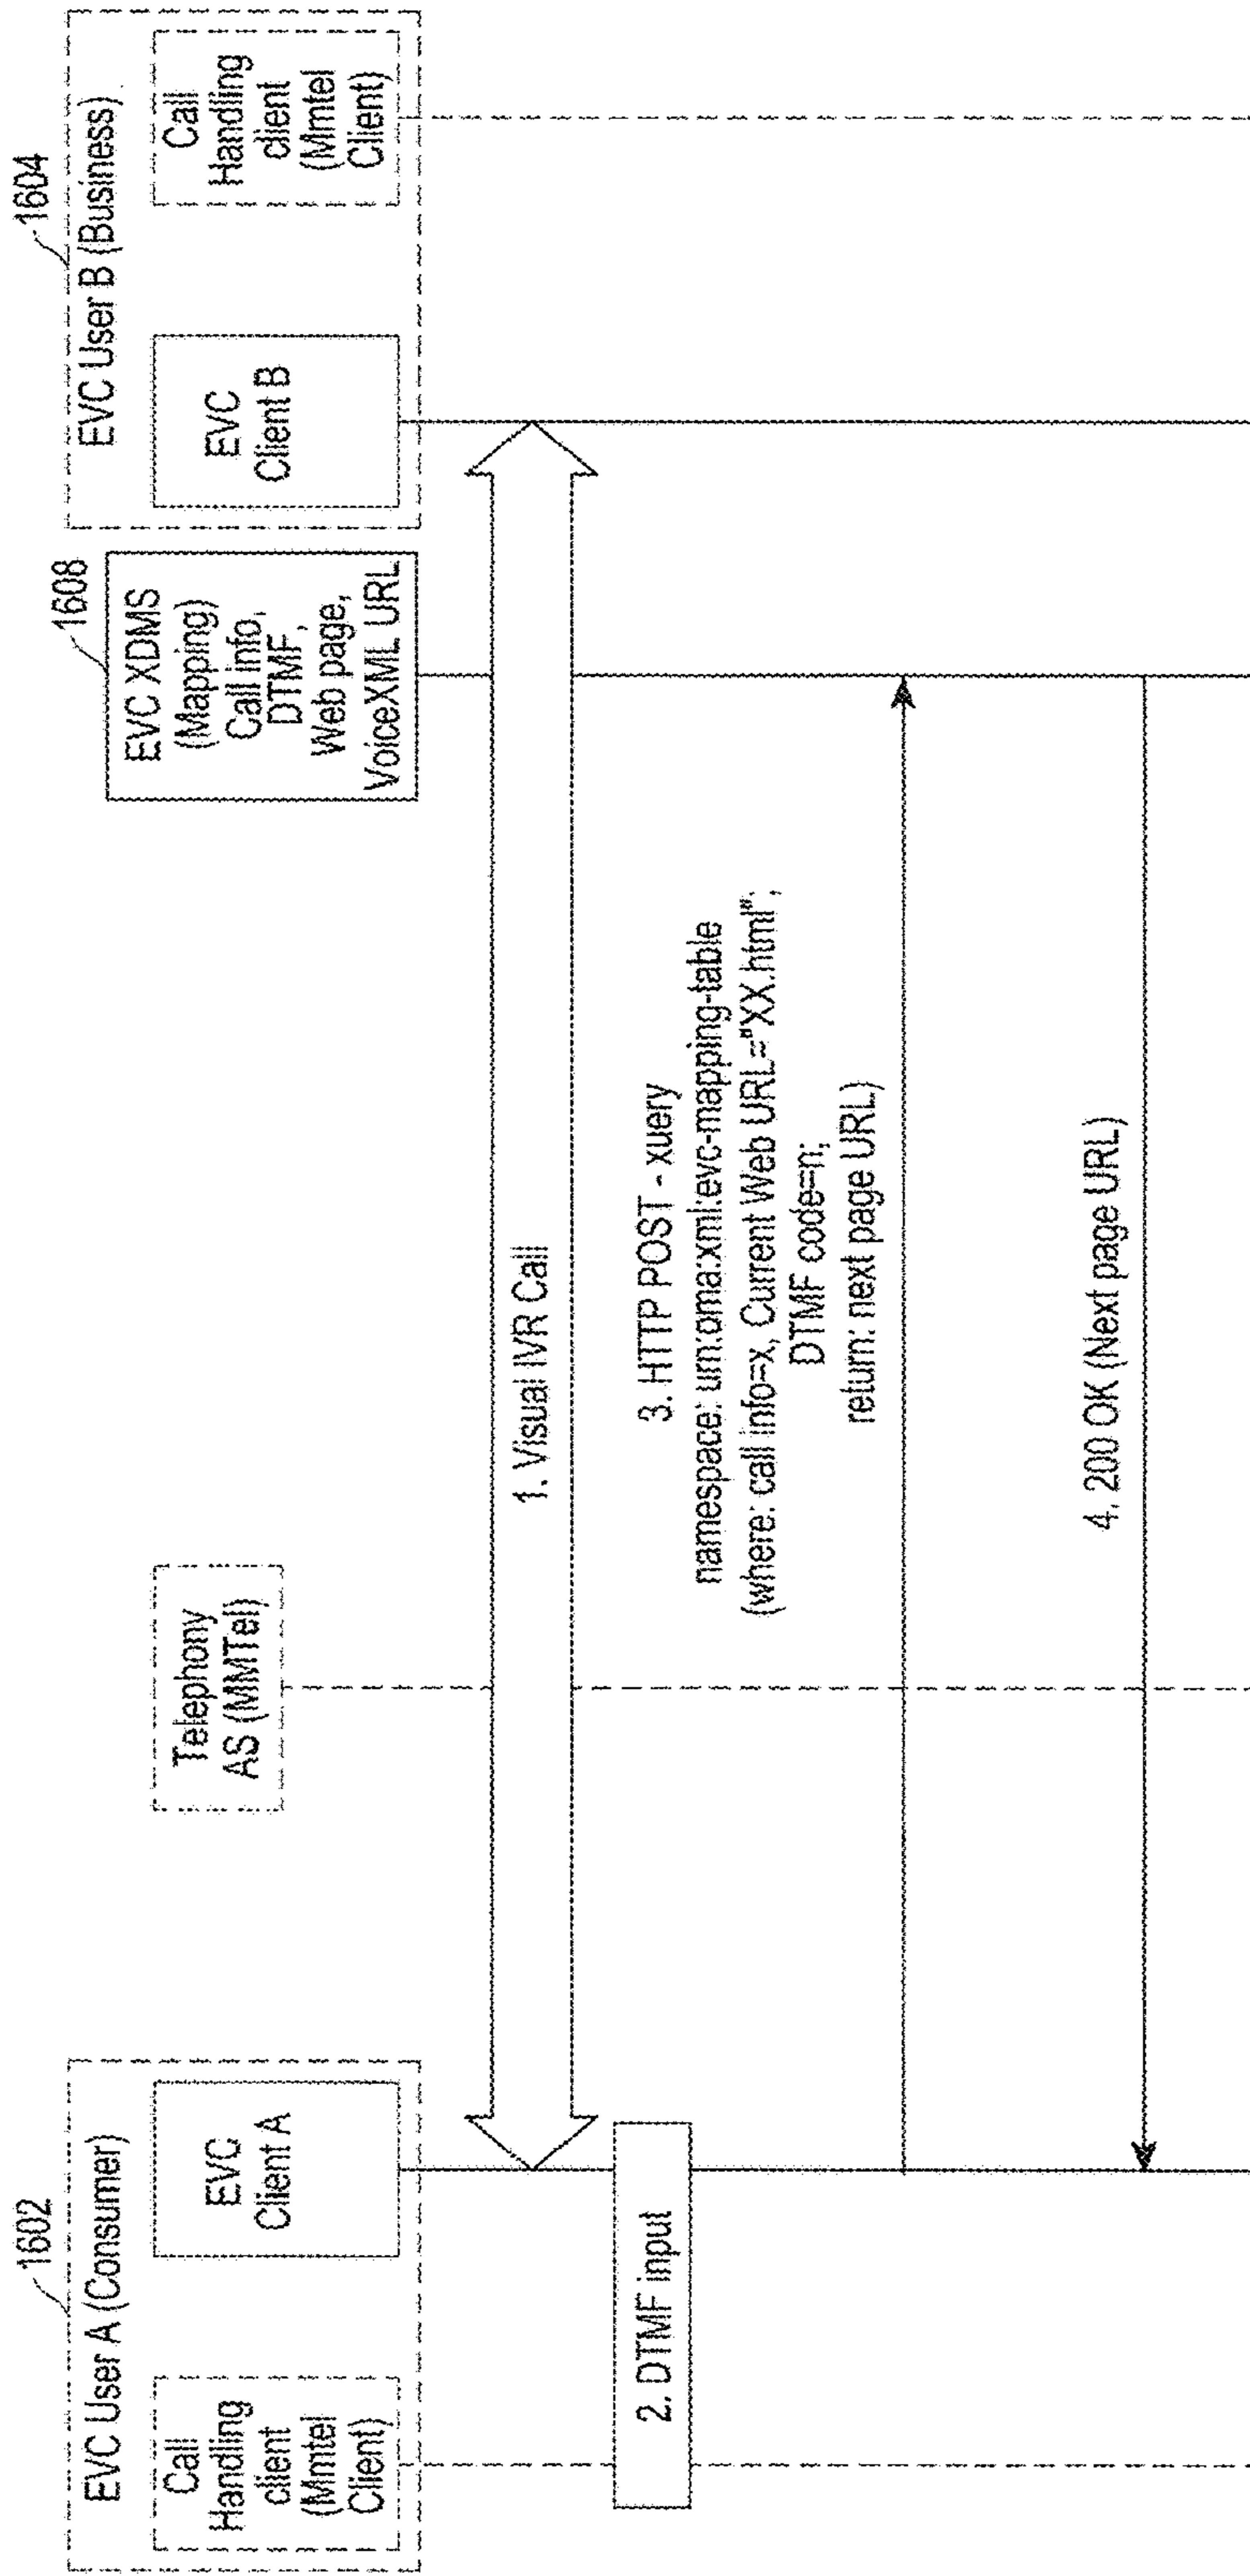 1602
EVC User A (Consumer)
Call
Handling
client
(Mmtel
Client)
EVC
Client A
Telephony
AS (MMTel)
1608
EVC XDMS
(Mapping)
Call info,
DTMF,
Web page,
VoiceXML URL
1604
EVC User B (Business)
EVC
Client B
Call
Handling
client
(Mmtel
Client)
1. Visual IVR Call
2. DTMF input
3. HTTP POST - xuery
namespace: urn:oma:xml:evc-mapping-table
(where: call info=x, Current Web URL="XX.html";
DTMF code=n;
return: next page URL)
4. 200 OK (Next page URL)